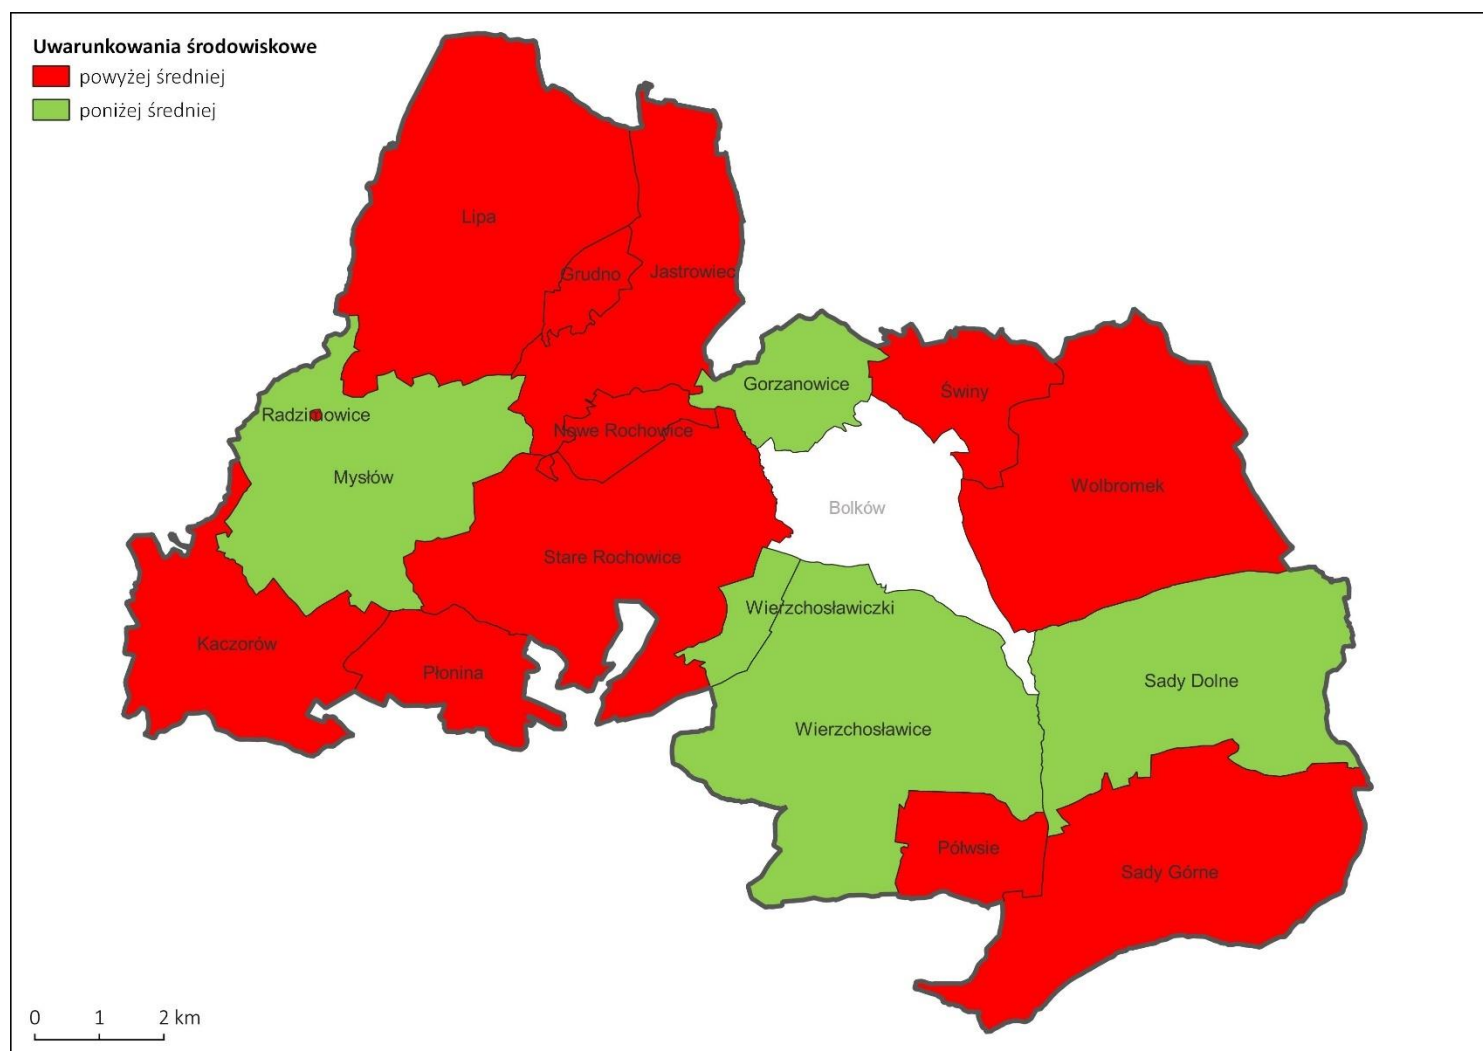 Uwarunkowania środowiskowe
powyżej średniej
poniżej średniej
Lipa
Grudno
Jastrowiec
Gorzanowice
Świny
Radzimowice
Nowe Rochowice
Mysłów
Wolbromek
Bolków
Stare Rochowice
Wierzchosławiczki
Kaczorów
Płonina
Sady Dolne
Wierzchosławice
Półwsie
Sady Górne
0 1 2 km